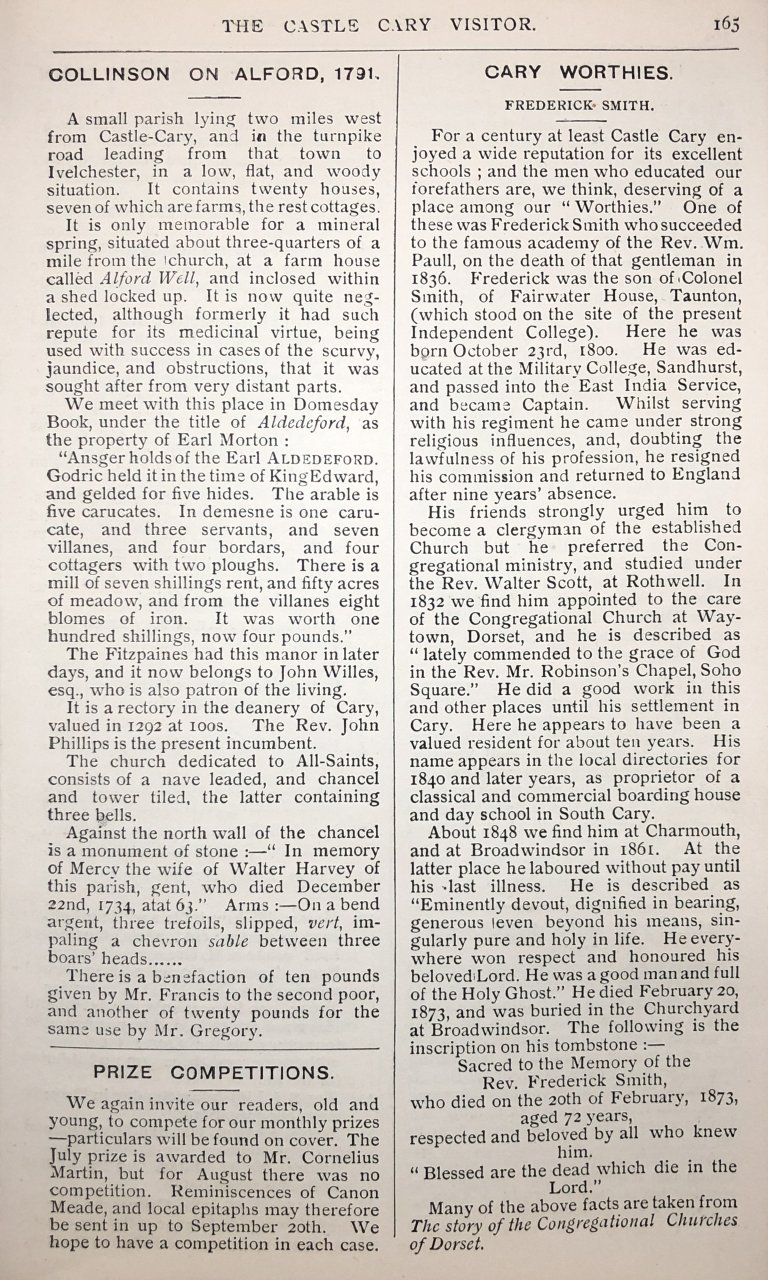 THE CASTLE CARY VISITOR. 165
COLLINSON ON ALFORD, 1791.
A small parish lying two miles west
from Castle-Cary, and in the turnpike
road leading from that town to
Ivelchester, in a low, flat, and woody
situation. It contains twenty houses,
seven of which are farms, the rest cottages.
It is only memorable for a mineral
spring, situated about three-quarters of a
mile from the church, at a farm house
called Alford Well, and inclosed within
a shed locked up. It is now quite neg-
lected, although formerly it had such
repute for its medicinal virtue, being
used with success in cases of the scurvy,
jaundice, and obstructions, that it was
sought after from very distant parts.
We meet with this place in Domesday
Book, under the title of Aldedeford, as
the property of Earl Morton :
"Ansger holds of the Earl ALDEDEFORD.
Godric held it in the time of King Edward,
and gelded for five hides. The arable is
five carucates. In demesne is one caru-
cate, and three servants, and seven
villanes, and four bordars, and four
cottagers with two ploughs. There is a
mill of seven shillings rent, and fifty acres
of meadow, and from the villanes eight
blomes of iron. It was worth one
hundred shillings, now four pounds."
The Fitzpaines had this manor in later
days, and it now belongs to John Willes,
esq., who is also patron of the living.
It is a rectory in the deanery of Cary,
valued in 1292 at 100s. The Rev. John
Phillips is the present incumbent.
The church dedicated to All-Saints,
consists of a nave leaded, and chancel
and tower tiled, the latter containing
three bells.
Against the north wall of the chancel
is a monument of stone :—" In memory
of Mercy the wife of Walter Harvey of
this parish, gent, who died December
22nd, 1734, atat 63." Arms :—On a bend
argent, three trefoils, slipped, vert, im-
paling a chevron sable between three
boars' heads......
There is a benefaction of ten pounds
given by Mr. Francis to the second poor,
and another of twenty pounds for the
same use by Mr. Gregory.
PRIZE COMPETITIONS.
We again invite our readers, old and
young, to compete for our monthly prizes
—particulars will be found on cover. The
July prize is awarded to Mr. Cornelius
Martin, but for August there was no
competition. Reminiscences of Canon
Meade, and local epitaphs may therefore
be sent in up to September 20th. We
hope to have a competition in each case.
CARY WORTHIES.
FREDERICK SMITH.
For a century at least Castle Cary en-
joyed a wide reputation for its excellent
schools ; and the men who educated our
forefathers are, we think, deserving of a
place among our " Worthies." One of
these was Frederick Smith who succeeded
to the famous academy of the Rev. Wm.
Paull, on the death of that gentleman in
1836. Frederick was the son of Colonel
Smith, of Fairwater House, Taunton,
(which stood on the site of the present
Independent College). Here he was
born October 23rd, 1800. He was ed-
ucated at the Military College, Sandhurst,
and passed into the East India Service,
and became Captain. Whilst serving
with his regiment he came under strong
religious influences, and, doubting the
lawfulness of his profession, he resigned
his commission and returned to England
after nine years' absence.
His friends strongly urged him to
become a clergyman of the established
Church but he preferred the Con-
gregational ministry, and studied under
the Rev. Walter Scott, at Rothwell. In
1832 we find him appointed to the care
of the Congregational Church at Way-
town, Dorset, and he is described as
" lately commended to the grace of God
in the Rev. Mr. Robinson's Chapel, Soho
Square." He did a good work in this
and other places until his settlement in
Cary. Here he appears to have been a
valued resident for about ten years. His
name appears in the local directories for
1840 and later years, as proprietor of a
classical and commercial boarding house
and day school in South Cary.
About 1848 we find him at Charmouth,
and at Broadwindsor in 1861. At the
latter place he laboured without pay until
his last illness. He is described as
"Eminently devout, dignified in bearing,
generous even beyond his means, sin-
gularly pure and holy in life. He every-
where won respect and honoured his
beloved Lord. He was a good man and full
of the Holy Ghost." He died February 20,
1873, and was buried in the Churchyard
at Broadwindsor. The following is the
inscription on his tombstone :—
Sacred to the Memory of the
Rev. Frederick Smith,
who died on the 20th of February, 1873,
aged 72 years,
respected and beloved by all who knew
him.
" Blessed are the dead which die in the
Lord."
Many of the above facts are taken from
The story of the Congregational Churches
of Dorset.